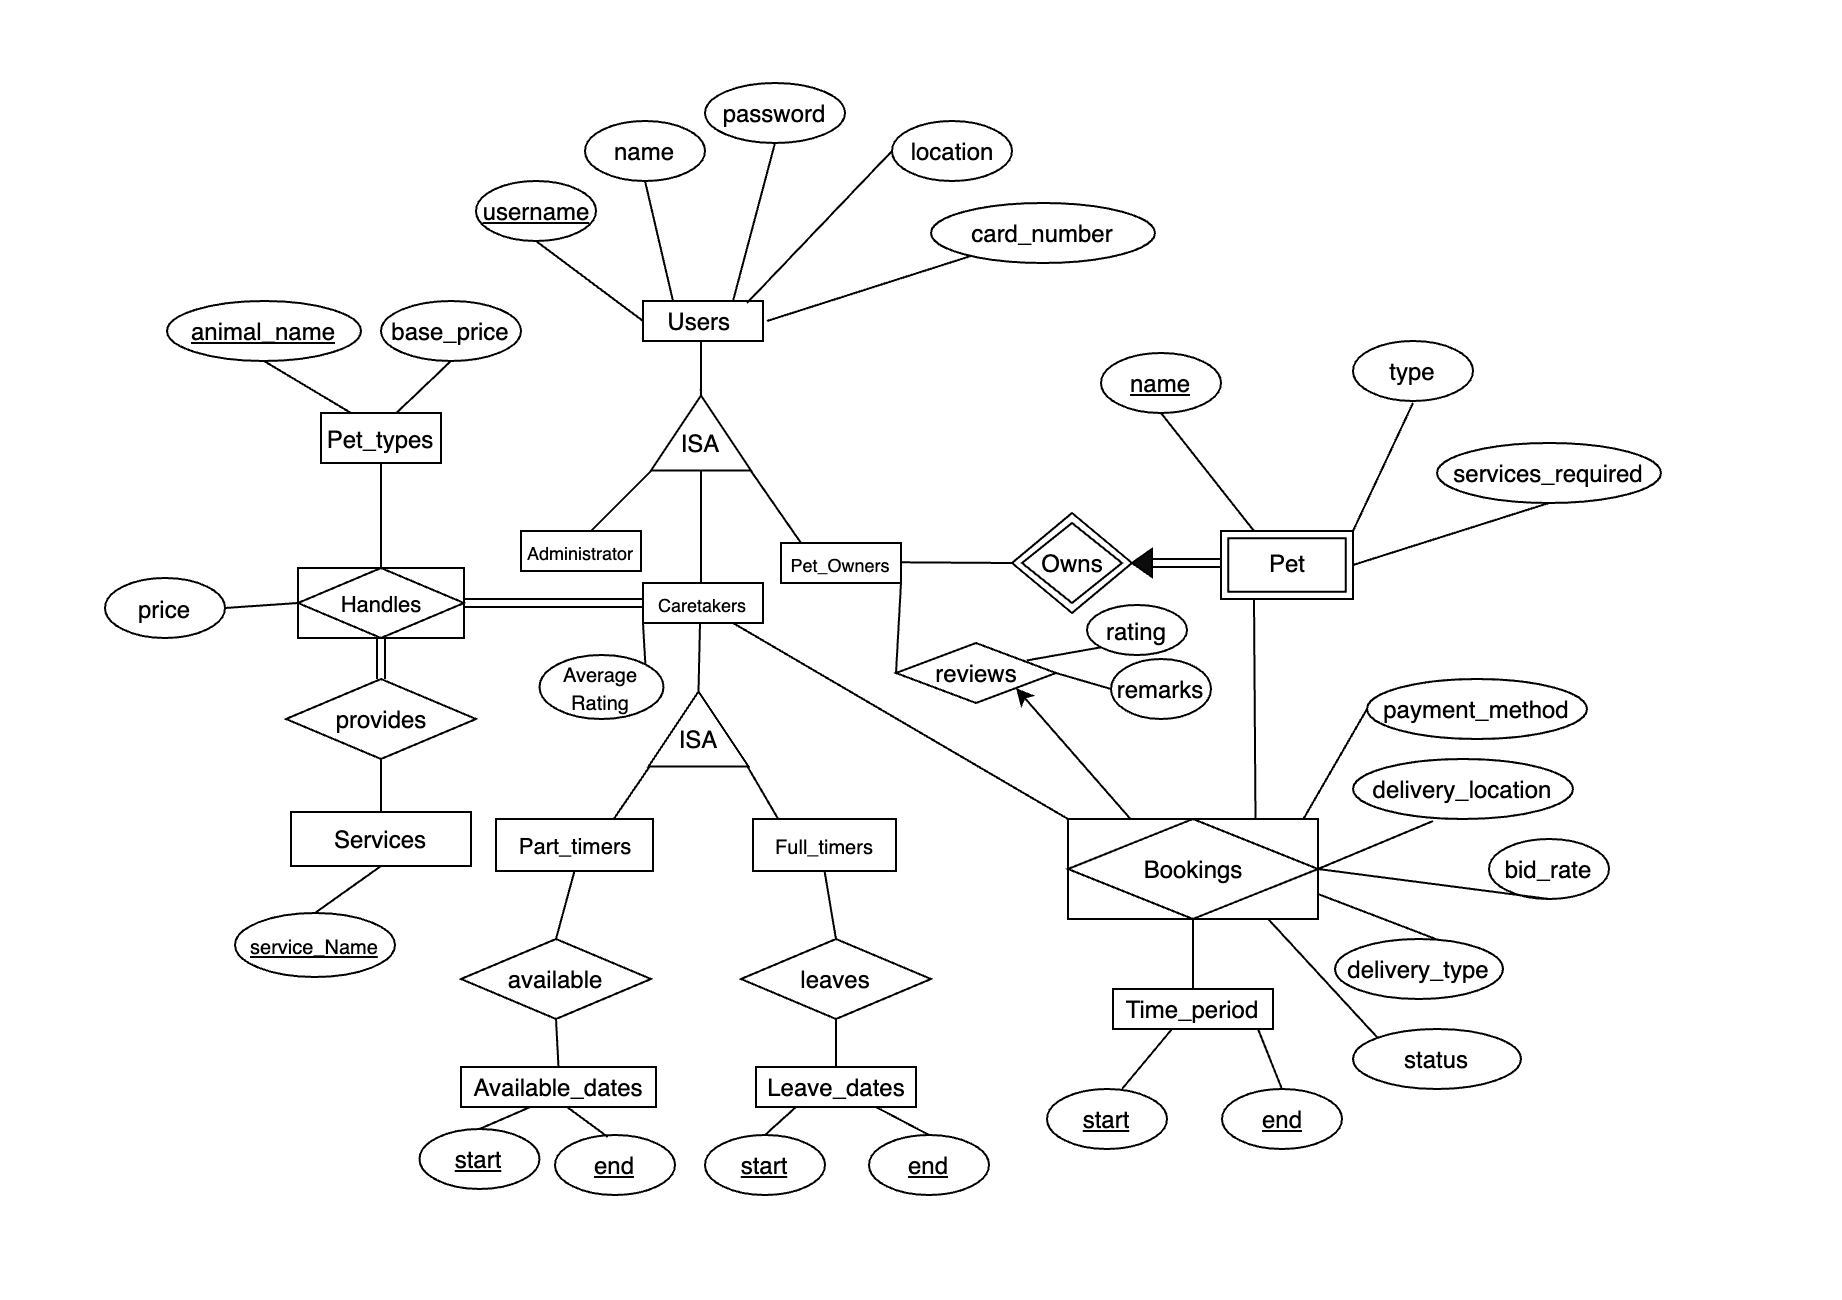 password
name
location
username
card_number
Users
animal_name
base_price
name
type
Pet_types
ISA
services_required
Administrator
Pet_Owners
Owns
Pet
price
Handles
Caretakers
rating
reviews
remarks
Average
Rating
provides
ISA
payment_method
delivery_location
Services
Part_timers
Full_timers
Bookings
bid_rate
service_Name
available
leaves
delivery_type
Time_period
status
Available_dates
Leave_dates
start
end
start
end
start
end